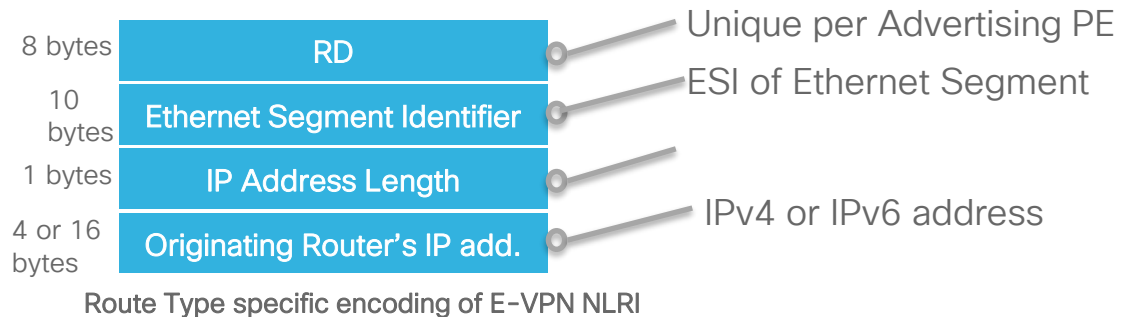 8 bytes
RD
Unique per Advertising PE
10
bytes
Ethernet Segment Identifier
ESI of Ethernet Segment
1 bytes
IP Address Length
4 or 16
bytes
Originating Router’s IP add.
IPv4 or IPv6 address
Route Type specific encoding of E-VPN NLRI